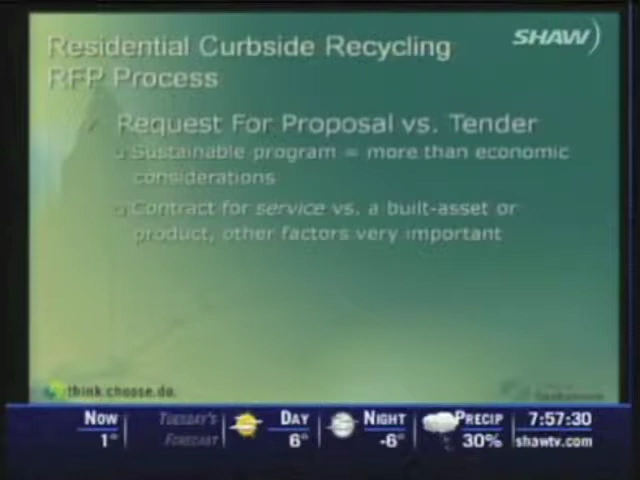 Residential Curbside Recycling
SHAW)
RFP Process
Request For Proposal vs. Tender
Sustainable program = more than economic
considerations
Contract for service vs. a built-asset or
product, other factors very important
think.choose.do.
NOW
1°
TUESDAY'S
FORECAST
DAY
6°
NIGHT
-6°
PRECIP
30%
7:57:30
shawtv.com